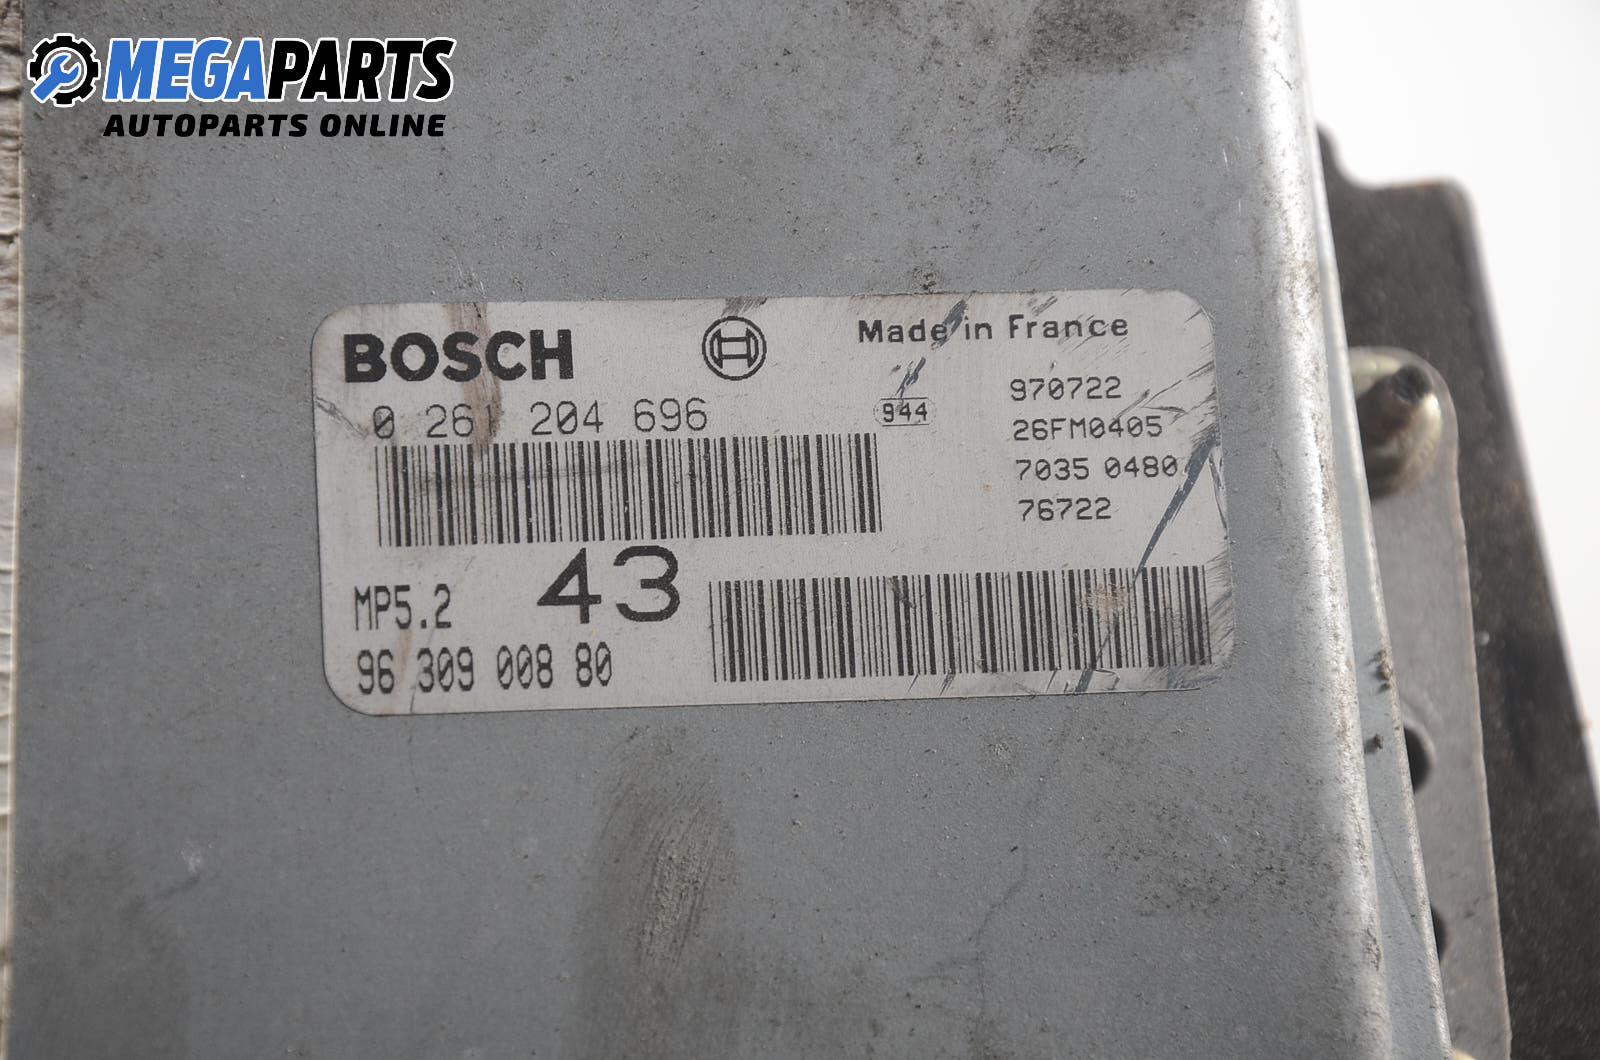 MEGAPARTS
AUTOPARTS ONLINE
BOSCH
Made in France
0 261 204 696
944
970722
26FM0405
7035 0480
76722
MP5.2
43
96 309 008 80